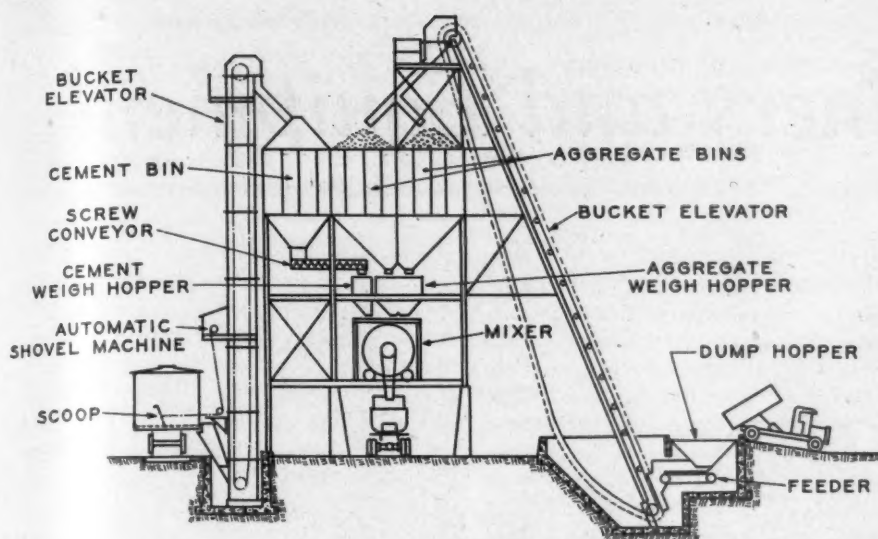 BUCKET
ELEVATOR
CEMENT BIN
SCREW
CONVEYOR
CEMENT
WEIGH HOPPER
AUTOMATIC
SHOVEL MACHINE
SCOOP
AGGREGATE BINS
BUCKET ELEVATOR
AGGREGATE
WEIGH HOPPER
MIXER
DUMP HOPPER
FEEDER